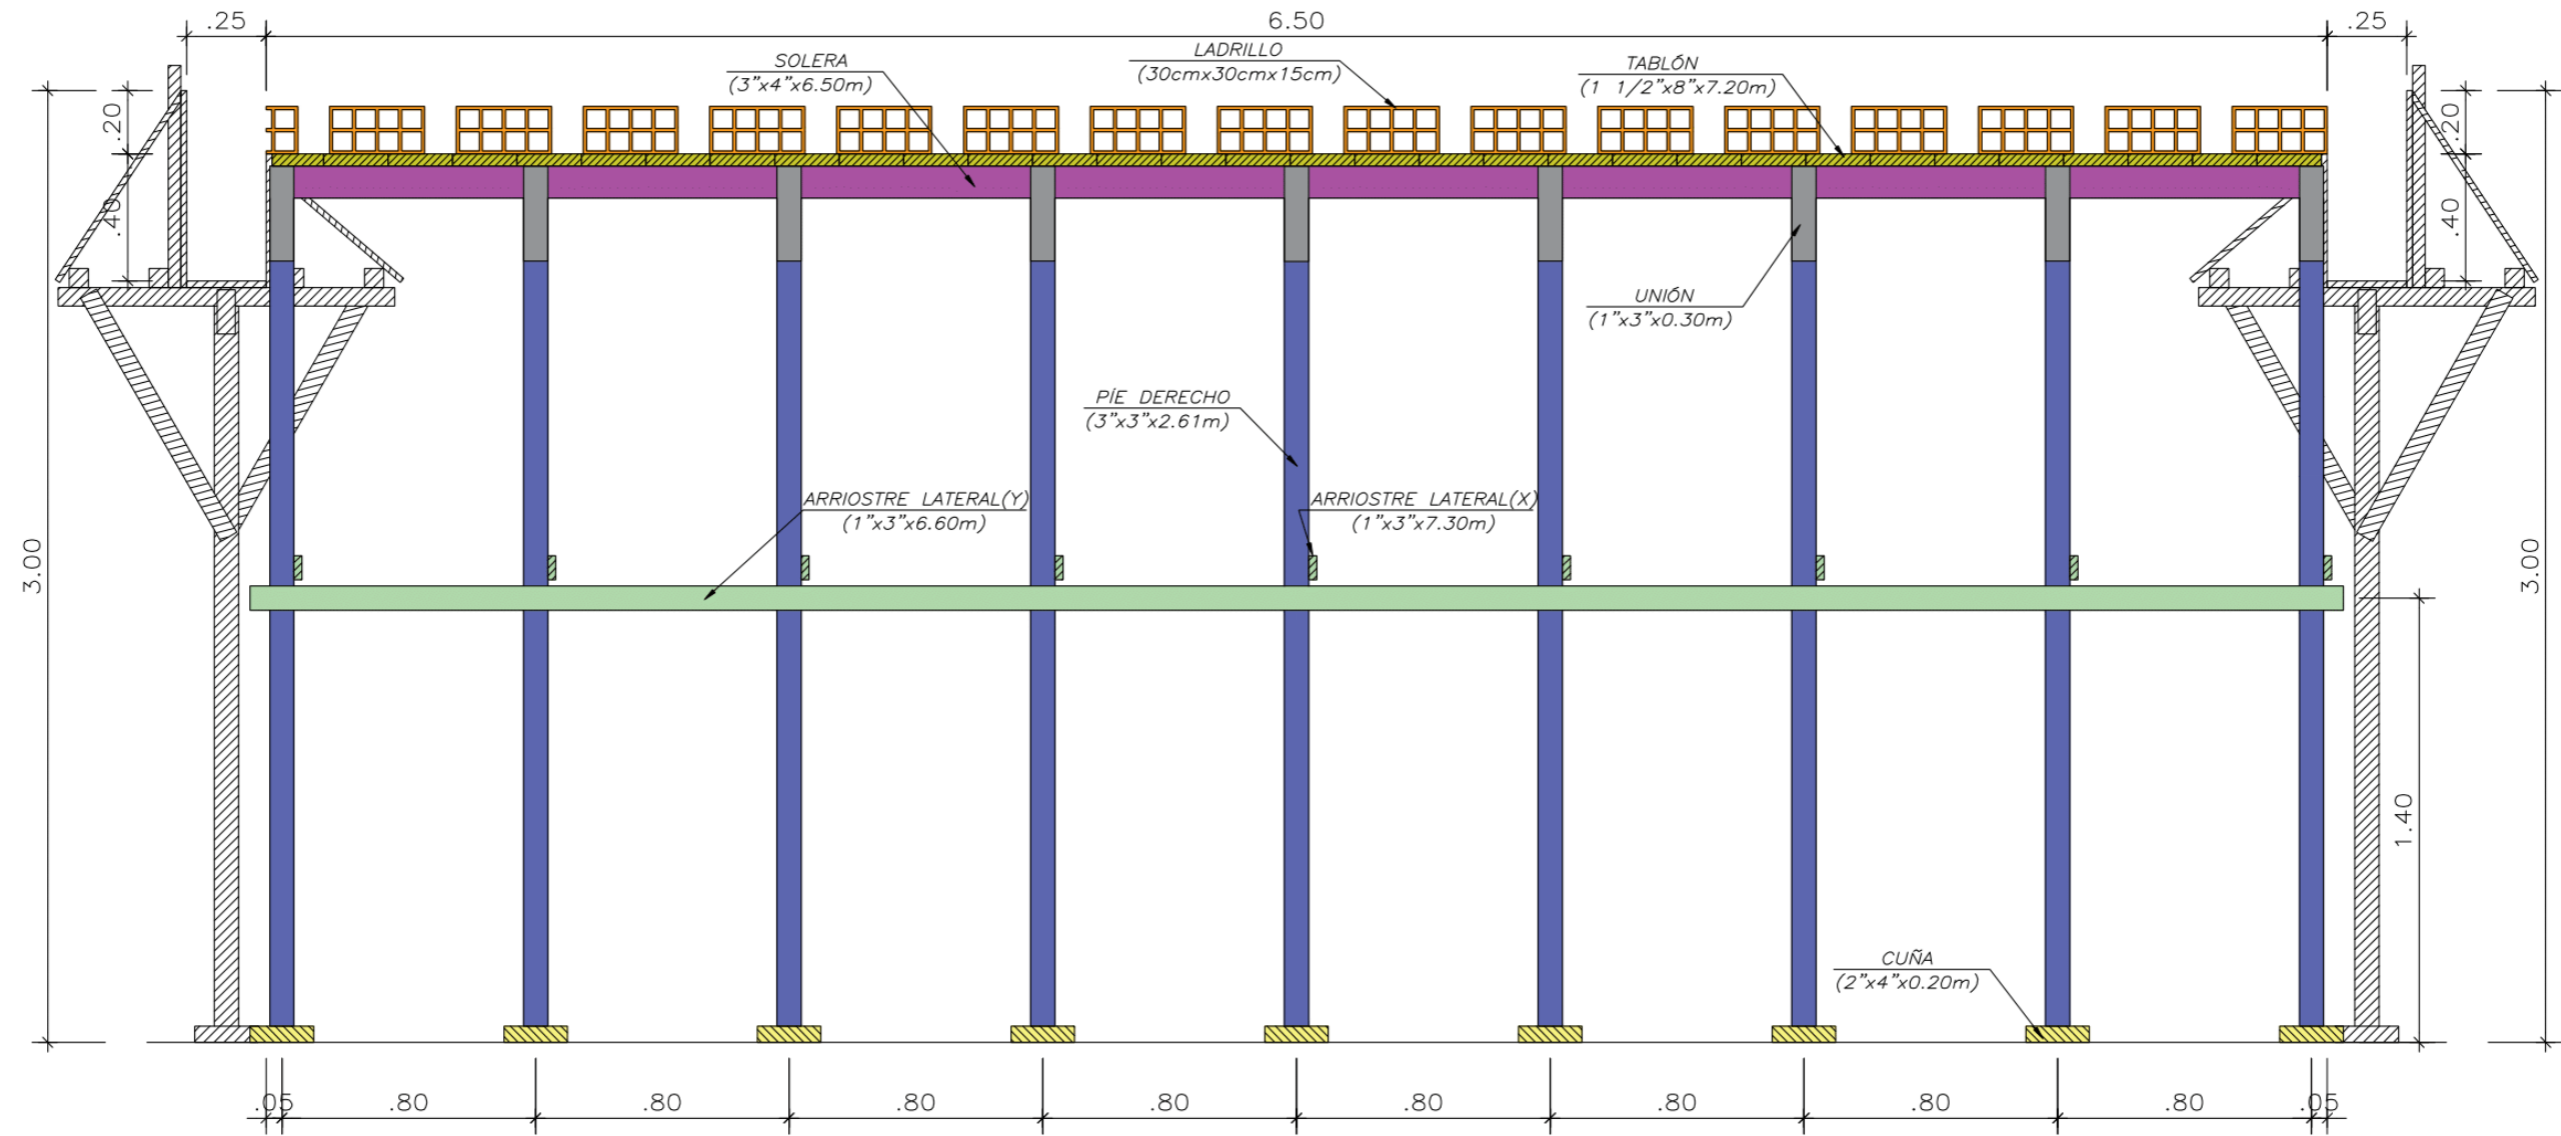 .25
6.50
.25
SOLERA
(3"x4"x6.50m)
LADRILLO
(30cmx30cmx15cm)
TABLÓN
(1 1/2"x8"x7.20m)
.20
.20
.40
.40
UNIÓN
(1"x3"x0.30m)
PÍE DERECHO
(3"x3"x2.61m)
ARRIOSTRE LATERAL(Y)
(1"x3"x6.60m)
ARRIOSTRE LATERAL(X)
(1"x3"x7.30m)
3.00
3.00
1.40
CUÑA
(2"x4"x0.20m)
.05
.80
.80
.80
.80
.80
.80
.80
.80
.05